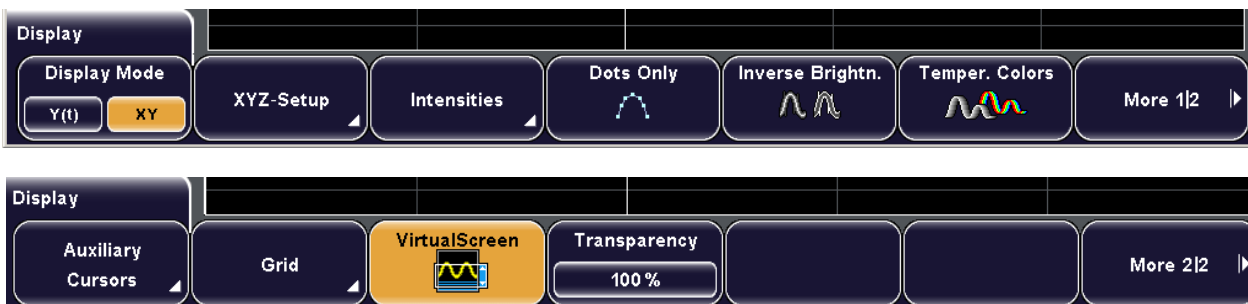 Display
Display Mode
Y(t) XY
XYZ-Setup
Intensities
Dots Only
Inverse Brightn.
Temper. Colors
More 1|2
Display
Auxiliary
Cursors
Grid
VirtualScreen
Transparency
100 %
More 2|2